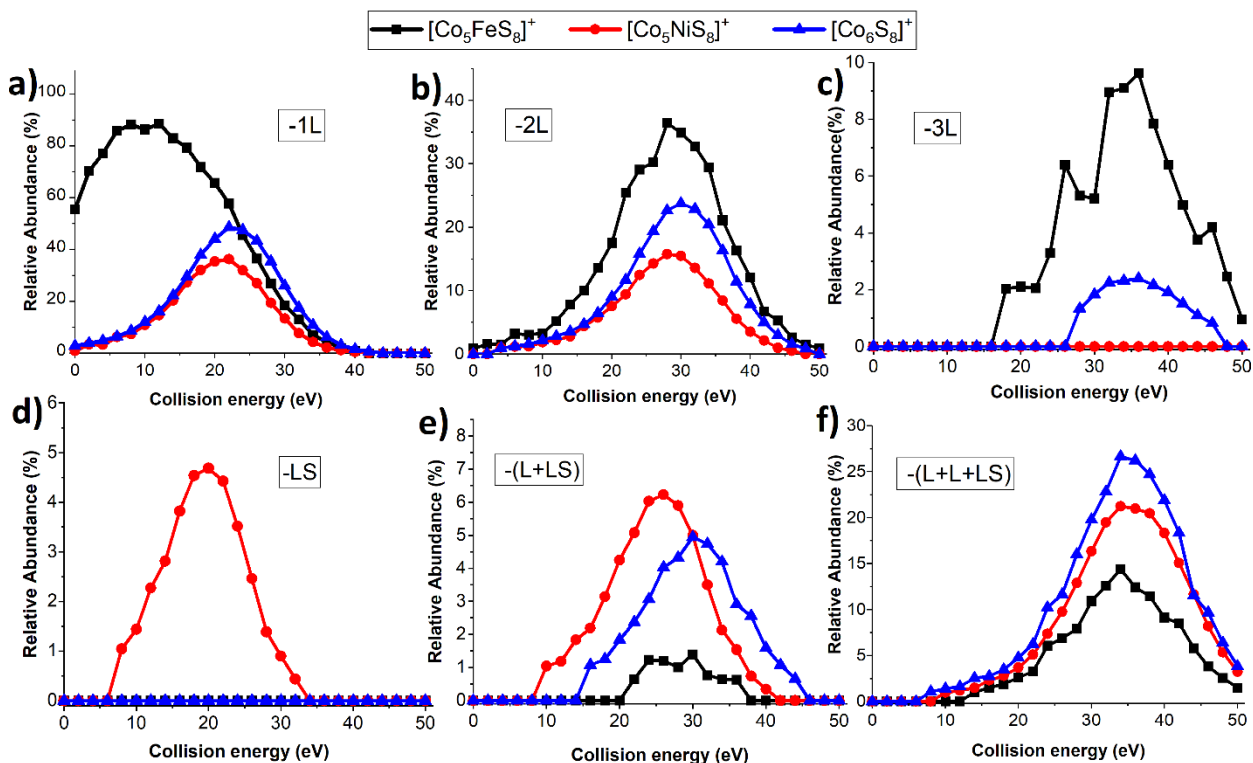 [Co₅FeS₈]⁺ [Co₅NiS₈]⁺ [Co₆S₈]⁺
a) b) c)
-1L -2L -3L
Relative Abundance (%)
100
80
60
40
20
0
0 10 20 30 40 50
Collision energy (eV)
Relative Abundance (%)
40
30
20
10
0
0 10 20 30 40 50
Collision energy (eV)
Relative Abundance(%)
10
8
6
4
2
0
0 10 20 30 40 50
Collision energy (eV)
d) e) f)
-LS -(L+LS) -(L+L+LS)
Relative Abundance (%)
6
5
4
3
2
1
0
0 10 20 30 40 50
Collision energy (eV)
Relative Abundance (%)
8
7
6
5
4
3
2
1
0
0 10 20 30 40 50
Collision energy (eV)
Relative Abundance (%)
30
25
20
15
10
5
0
0 10 20 30 40 50
Collision energy (eV)